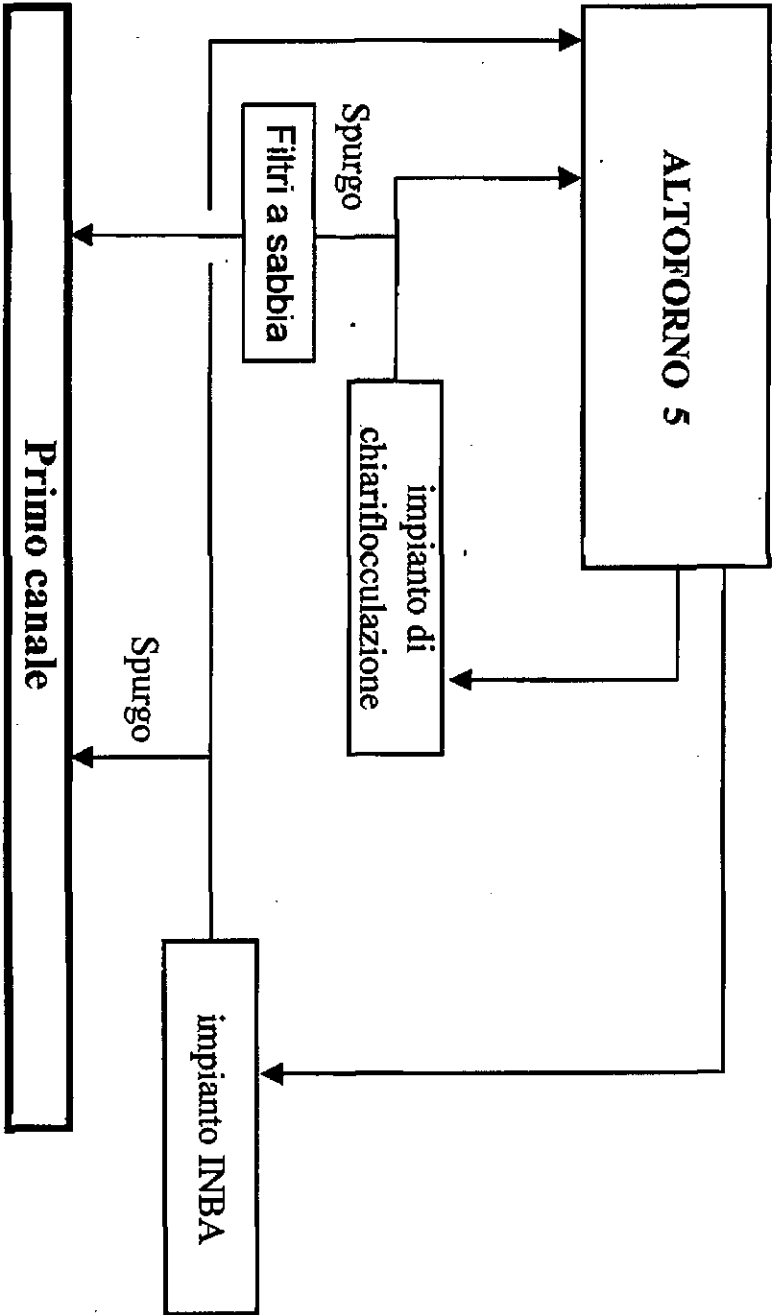 ALTOFORNO 5
impianto di
chiariflocculazione
Spurgo
Filtri a sabbia
impianto INBA
Spurgo
Primo canale